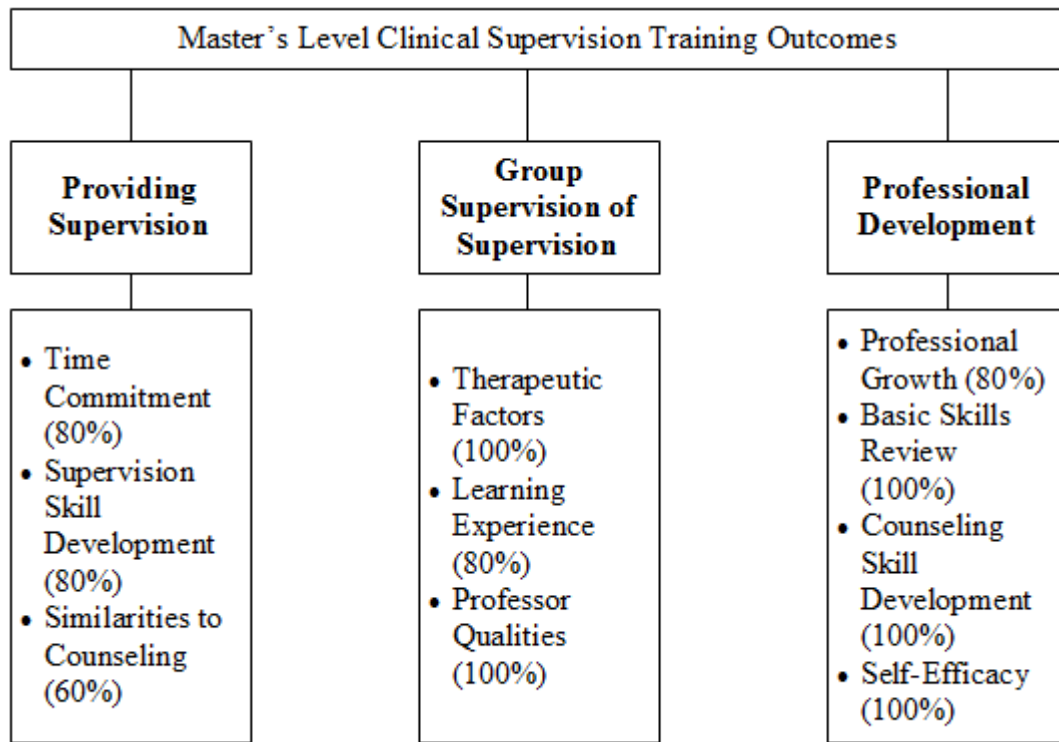 Master’s Level Clinical Supervision Training Outcomes
Providing
Supervision
Group
Supervision of
Supervision
Professional
Development
• Time
Commitment
(80%)
• Supervision
Skill
Development
(80%)
• Similarities to
Counseling
(60%)
• Therapeutic
Factors
(100%)
• Learning
Experience
(80%)
• Professor
Qualities
(100%)
• Professional
Growth (80%)
• Basic Skills
Review
(100%)
• Counseling
Skill
Development
(100%)
• Self-Efficacy
(100%)